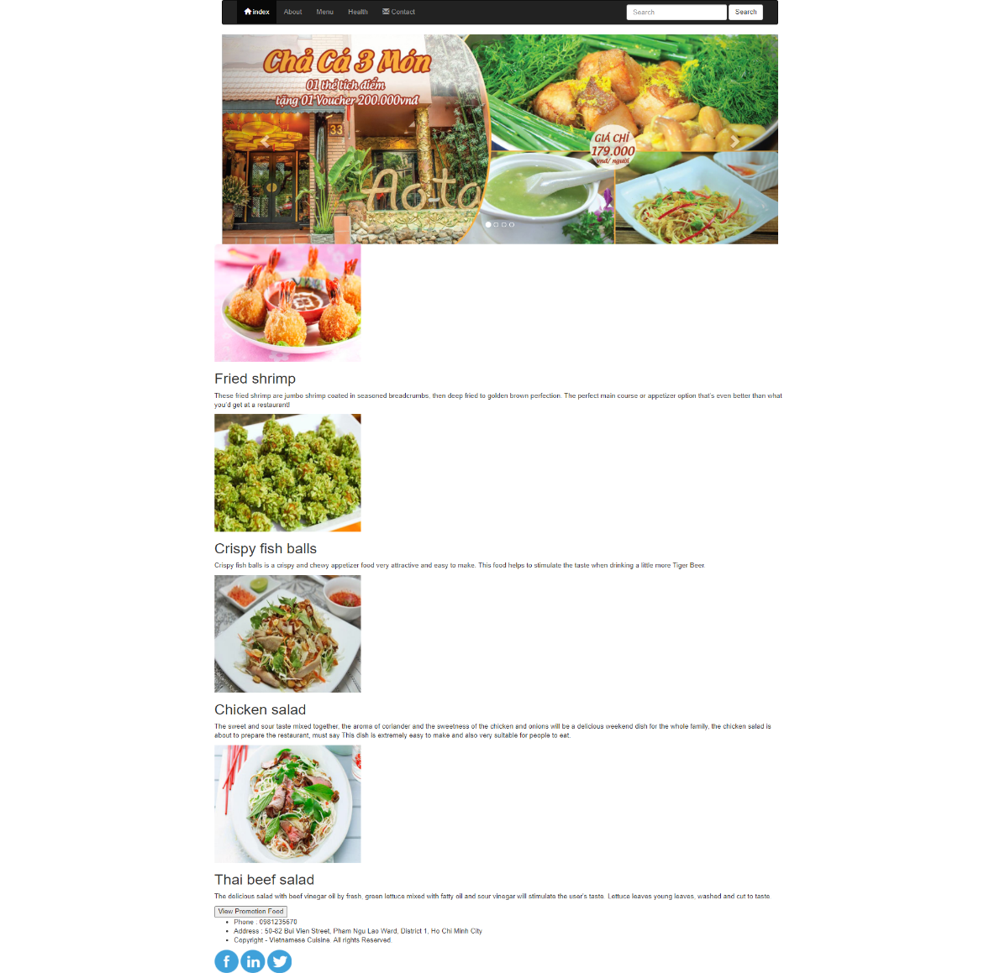 index About Menu Health Contact Search Search
Chả Cá 3 Món
01 thẻ tích điểm
tặng 01 Voucher 200.000vnđ
33
Aota
GIÁ CHỈ
179.000
vnđ/ người
Fried shrimp
These fried shrimp are jumbo shrimp coated in seasoned breadcrumbs, then deep fried to golden brown perfection. The perfect main course or appetizer option that's even better than what
you'd get at a restaurant!
Crispy fish balls
Crispy fish balls is a crispy and chewy appetizer food very attractive and easy to make. This food helps to stimulate the taste when drinking a little more Tiger Beer.
Chicken salad
The sweet and sour taste mixed together, the aroma of coriander and the sweetness of the chicken and onions will be a delicious weekend dish for the whole family, the chicken salad is
about to prepare the restaurant, must say This dish is extremely easy to make and also very suitable for people to eat.
Thai beef salad
The delicious salad with beef vinegar oil by fresh, green lettuce mixed with fatty oil and sour vinegar will stimulate the user's taste. Lettuce leaves young leaves, washed and cut to taste.
View Promotion Food
Phone : 0981235670
Address : 50-82 Bui Vien Street, Pham Ngu Lao Ward, District 1, Ho Chi Minh City
Copyright - Vietnamese Cuisine. All rights Reserved.
f in